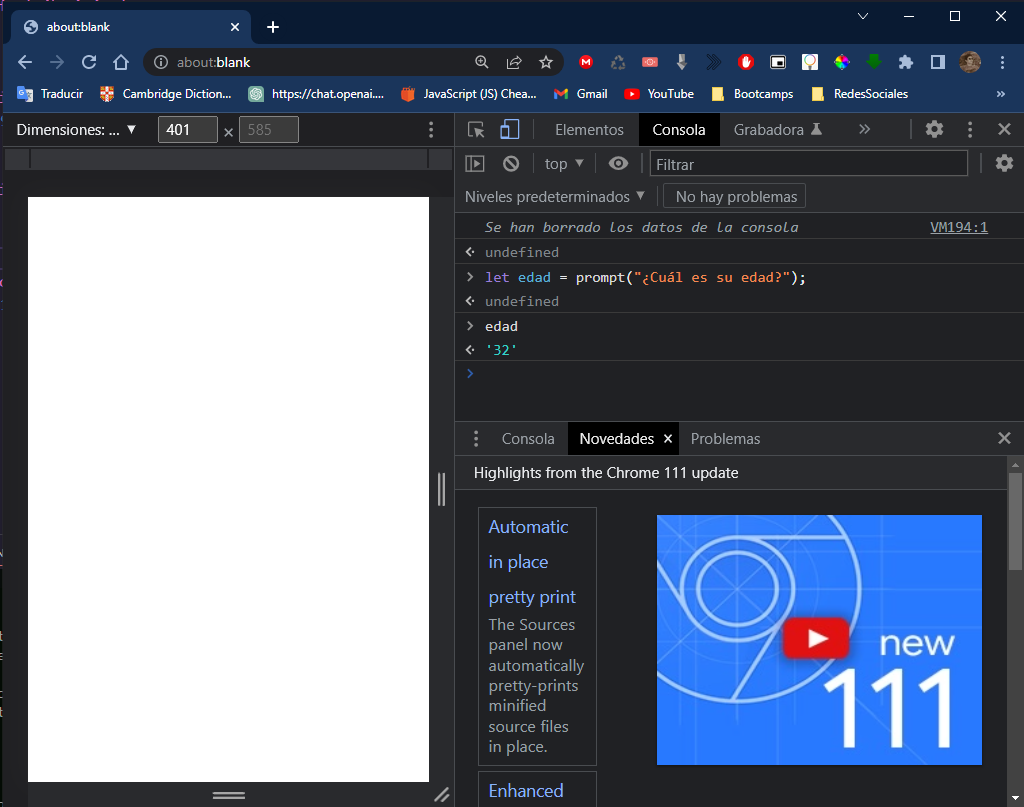 about:blank
about:blank
Traducir
Cambridge Diction...
https://chat.openai....
JavaScript (JS) Chea...
Gmail
YouTube
Bootcamps
RedesSociales
»
Dimensiones: ... ▼ 401 × 585
Elementos Consola Grabadora »
top ▼ Filtrar
Niveles predeterminados ▼ No hay problemas
Se han borrado los datos de la consola VM194:1
undefined
let edad = prompt("¿Cuál es su edad?");
undefined
edad
'32'
Consola Novedades × Problemas
Highlights from the Chrome 111 update
Automatic
in place
pretty print
The Sources
panel now
automatically
pretty-prints
minified
source files
in place.
new
111
Enhanced